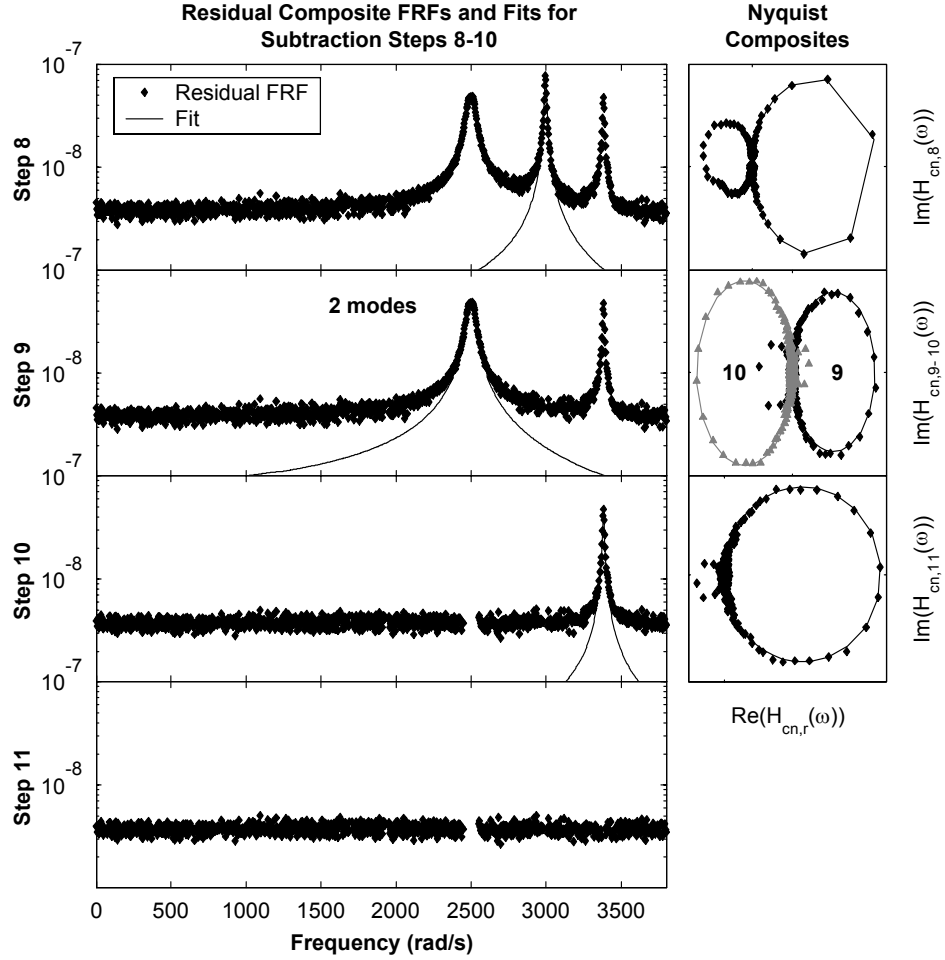 Residual Composite FRFs and Fits for
Subtraction Steps 8-10
Nyquist
Composites
Residual FRF
Fit
Step 8
10^-7
10^-8
10^-7
Im(H_cn,8(ω))
2 modes
Step 9
10^-8
10^-7
10
9
Im(H_cn,9-10(ω))
Step 10
10^-8
10^-7
Im(H_cn,11(ω))
Re(H_cn,r(ω))
Step 11
10^-8
0 500 1000 1500 2000 2500 3000 3500
Frequency (rad/s)